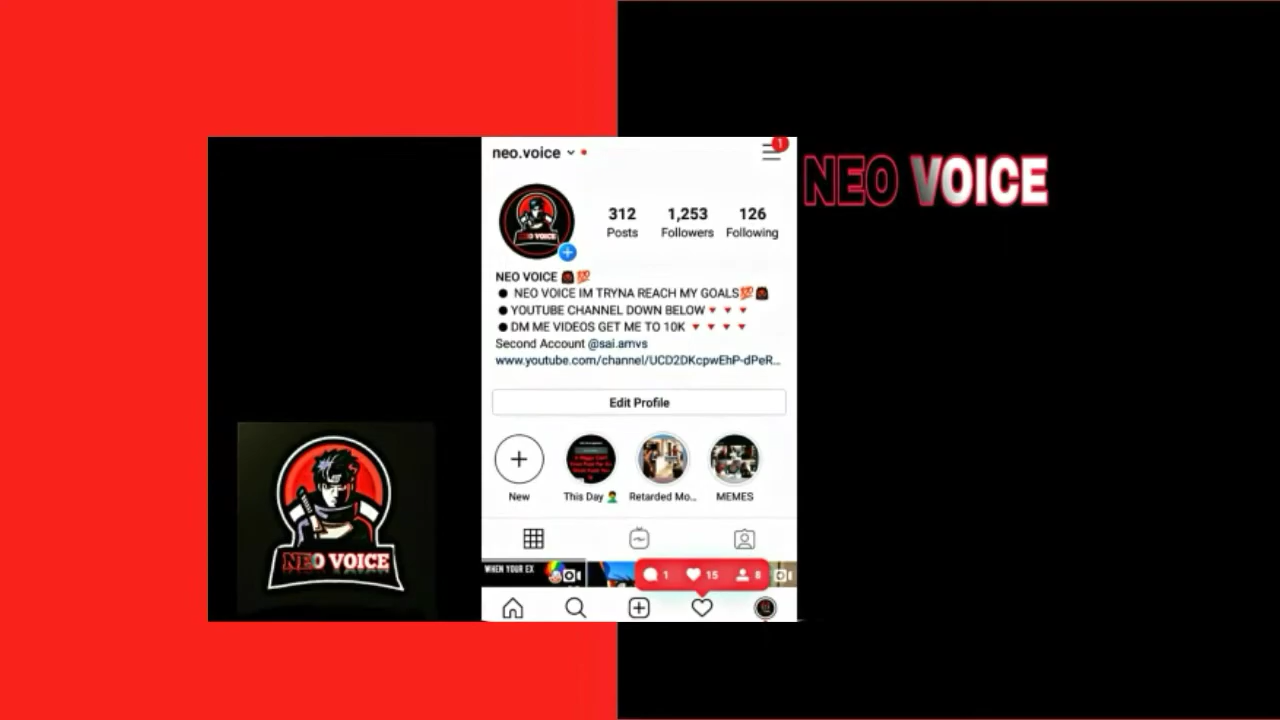 neo.voice
1
NEO VOICE
312
Posts
1,253
Followers
126
Following
NEO VOICE
NEO VOICE 💯
● NEO VOICE IM TRYNA REACH MY GOALS💯
● YOUTUBE CHANNEL DOWN BELOW
● DM ME VIDEOS GET ME TO 10K
Second Account @sai.amvs
www.youtube.com/channel/UCD2DKcpwEhP-dPeR...
Edit Profile
New
This Day
Retarded Mo...
MEMES
NEO VOICE
WHEN YOUR EX
1 15 8